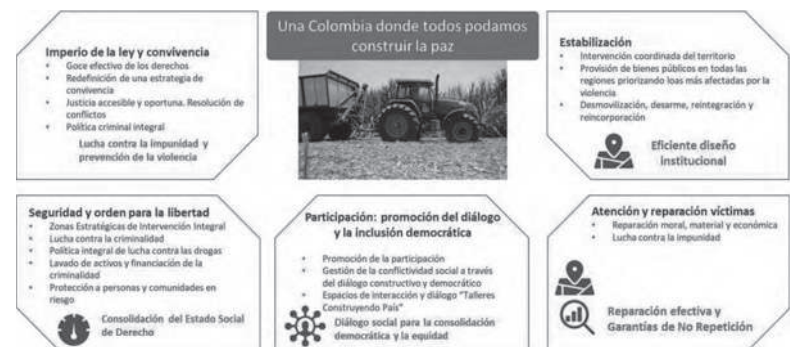 Una Colombia donde todos podamos
construir la paz
Imperio de la ley y convivencia
• Goce efectivo de los derechos
• Redefinición de una estrategia de
convivencia
• Justicia accesible y oportuna. Resolución de
conflictos
• Política criminal integral
Lucha contra la impunidad y
prevención de la violencia
Estabilización
• Intervención coordinada del territorio
• Provisión de bienes públicos en todas las
regiones priorizando loas más afectadas por la
violencia
• Desmovilización, desarme, reintegración y
reincorporación
Eficiente diseño
institucional
Seguridad y orden para la libertad
• Zonas Estratégicas de Intervención Integral
• Lucha contra la criminalidad
• Política integral de lucha contra las drogas
• Lavado de activos y financiación de la
criminalidad
• Protección a personas y comunidades en
riesgo
Consolidación del Estado Social
de Derecho
Participación: promoción del diálogo
y la inclusión democrática
• Promoción de la participación
• Gestión de la conflictividad social a través
del diálogo constructivo y democrático
• Espacios de interacción y diálogo "Talleres
Construyendo País"
Diálogo social para la consolidación
democrática y la equidad
Atención y reparación víctimas
• Reparación moral, material y económica
• Lucha contra la impunidad
Reparación efectiva y
Garantías de No Repetición